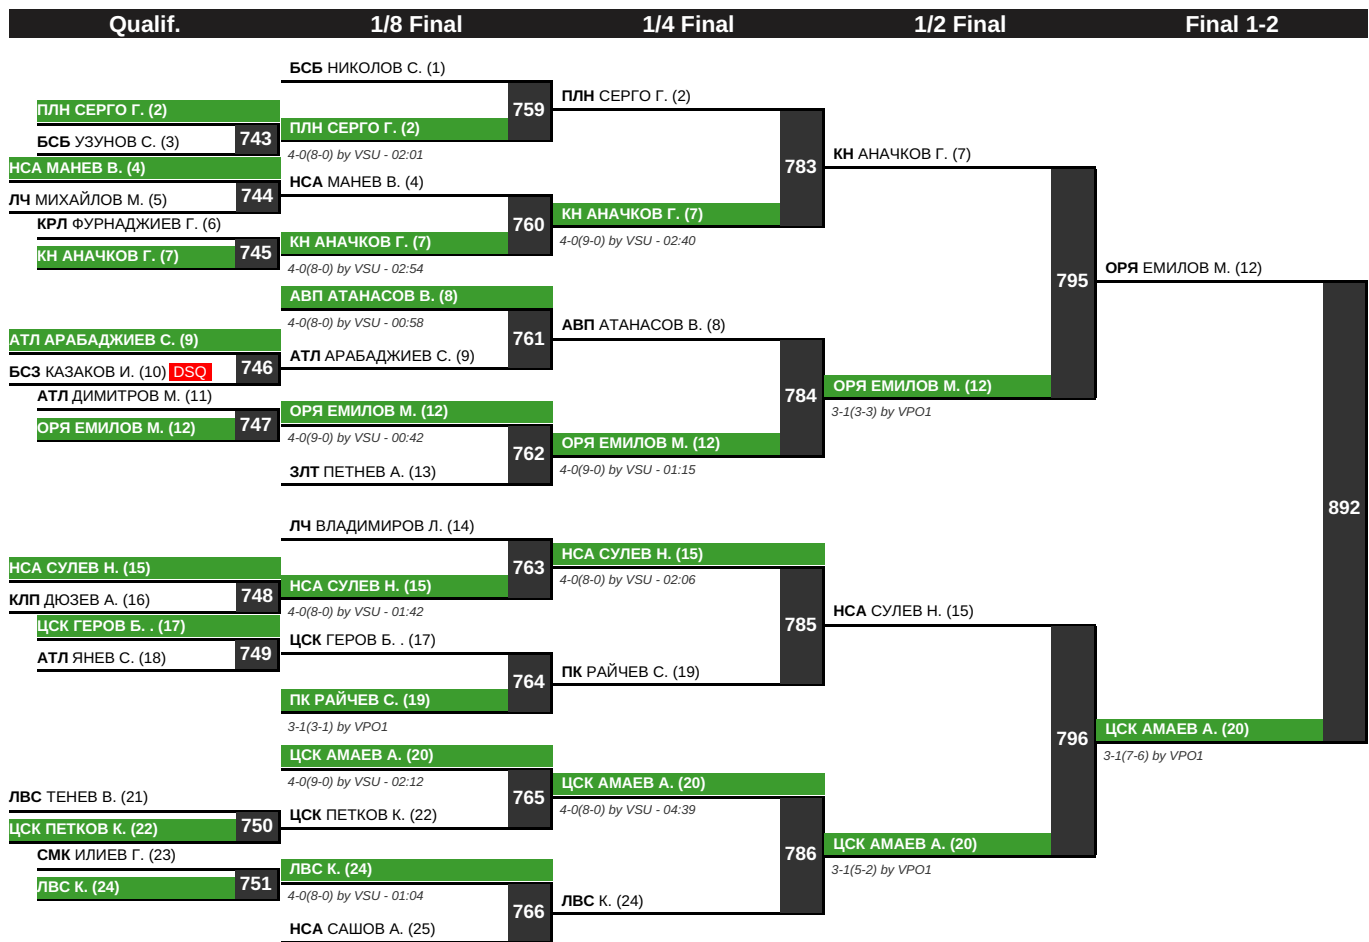 Qualif.
1/8 Final
1/4 Final
1/2 Final
Final 1-2
ПЛН СЕРГО Г. (2)
БСБ УЗУНОВ С. (3)
743
НСА МАНЕВ В. (4)
ЛЧ МИХАЙЛОВ М. (5)
744
КРЛ ФУРНАДЖИЕВ Г. (6)
КН АНАЧКОВ Г. (7)
745
АТЛ АРАБАДЖИЕВ С. (9)
БСЗ КАЗАКОВ И. (10) DSQ
746
АТЛ ДИМИТРОВ М. (11)
ОРЯ ЕМИЛОВ М. (12)
747
НСА СУЛЕВ Н. (15)
КЛП ДЮЗЕВ А. (16)
748
ЦСК ГЕРОВ Б. . (17)
АТЛ ЯНЕВ С. (18)
749
ЛВС ТЕНЕВ В. (21)
ЦСК ПЕТКОВ К. (22)
750
СМК ИЛИЕВ Г. (23)
ЛВС К. (24)
751
БСБ НИКОЛОВ С. (1)
759
ПЛН СЕРГО Г. (2)
4-0(8-0) by VSU - 02:01
НСА МАНЕВ В. (4)
760
КН АНАЧКОВ Г. (7)
4-0(8-0) by VSU - 02:54
АВП АТАНАСОВ В. (8)
4-0(8-0) by VSU - 00:58
761
АТЛ АРАБАДЖИЕВ С. (9)
ОРЯ ЕМИЛОВ М. (12)
4-0(9-0) by VSU - 00:42
762
ЗЛТ ПЕТНЕВ А. (13)
ЛЧ ВЛАДИМИРОВ Л. (14)
763
НСА СУЛЕВ Н. (15)
4-0(8-0) by VSU - 01:42
ЦСК ГЕРОВ Б. . (17)
764
ПК РАЙЧЕВ С. (19)
3-1(3-1) by VPO1
ЦСК АМАЕВ А. (20)
4-0(9-0) by VSU - 02:12
765
ЦСК ПЕТКОВ К. (22)
ЛВС К. (24)
4-0(8-0) by VSU - 01:04
766
НСА САШОВ А. (25)
ПЛН СЕРГО Г. (2)
783
КН АНАЧКОВ Г. (7)
4-0(9-0) by VSU - 02:40
АВП АТАНАСОВ В. (8)
784
ОРЯ ЕМИЛОВ М. (12)
4-0(9-0) by VSU - 01:15
НСА СУЛЕВ Н. (15)
4-0(8-0) by VSU - 02:06
785
ПК РАЙЧЕВ С. (19)
ЦСК АМАЕВ А. (20)
4-0(8-0) by VSU - 04:39
786
ЛВС К. (24)
КН АНАЧКОВ Г. (7)
795
ОРЯ ЕМИЛОВ М. (12)
3-1(3-3) by VPO1
НСА СУЛЕВ Н. (15)
796
ЦСК АМАЕВ А. (20)
3-1(5-2) by VPO1
ОРЯ ЕМИЛОВ М. (12)
892
ЦСК АМАЕВ А. (20)
3-1(7-6) by VPO1